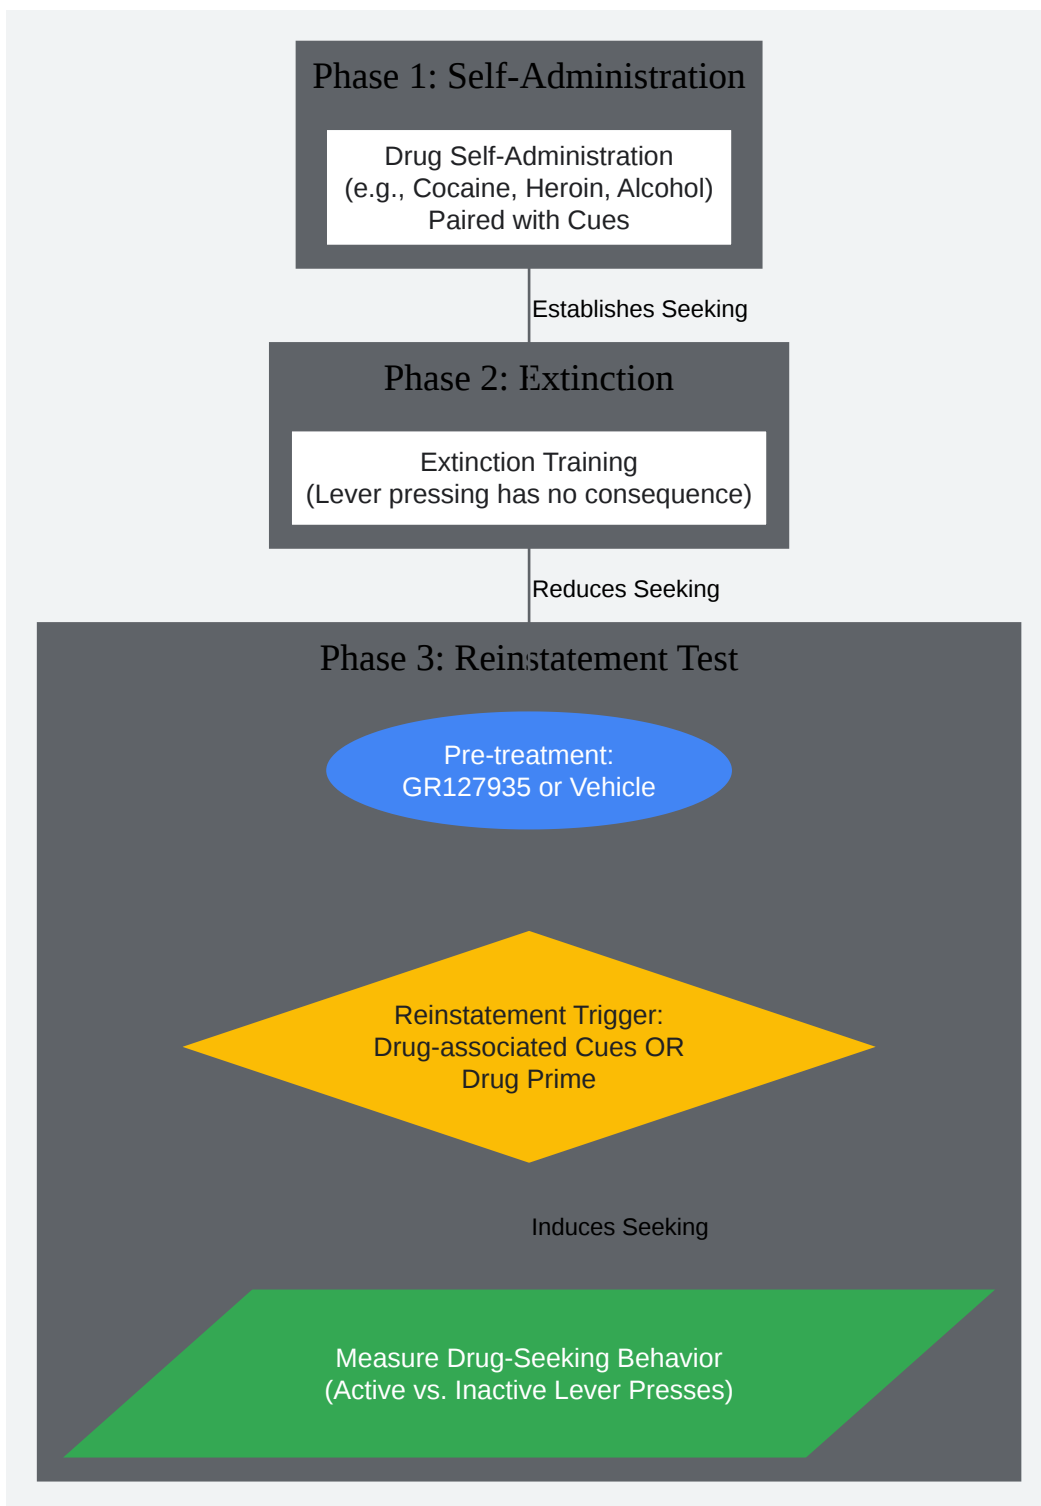 Phase 1: Self-Administration
Drug Self-Administration
(e.g., Cocaine, Heroin, Alcohol)
Paired with Cues
Establishes Seeking
Phase 2: Extinction
Extinction Training
(Lever pressing has no consequence)
Reduces Seeking
Phase 3: Reinstatement Test
Pre-treatment:
GR127935 or Vehicle
Reinstatement Trigger:
Drug-associated Cues OR
Drug Prime
Induces Seeking
Measure Drug-Seeking Behavior
(Active vs. Inactive Lever Presses)